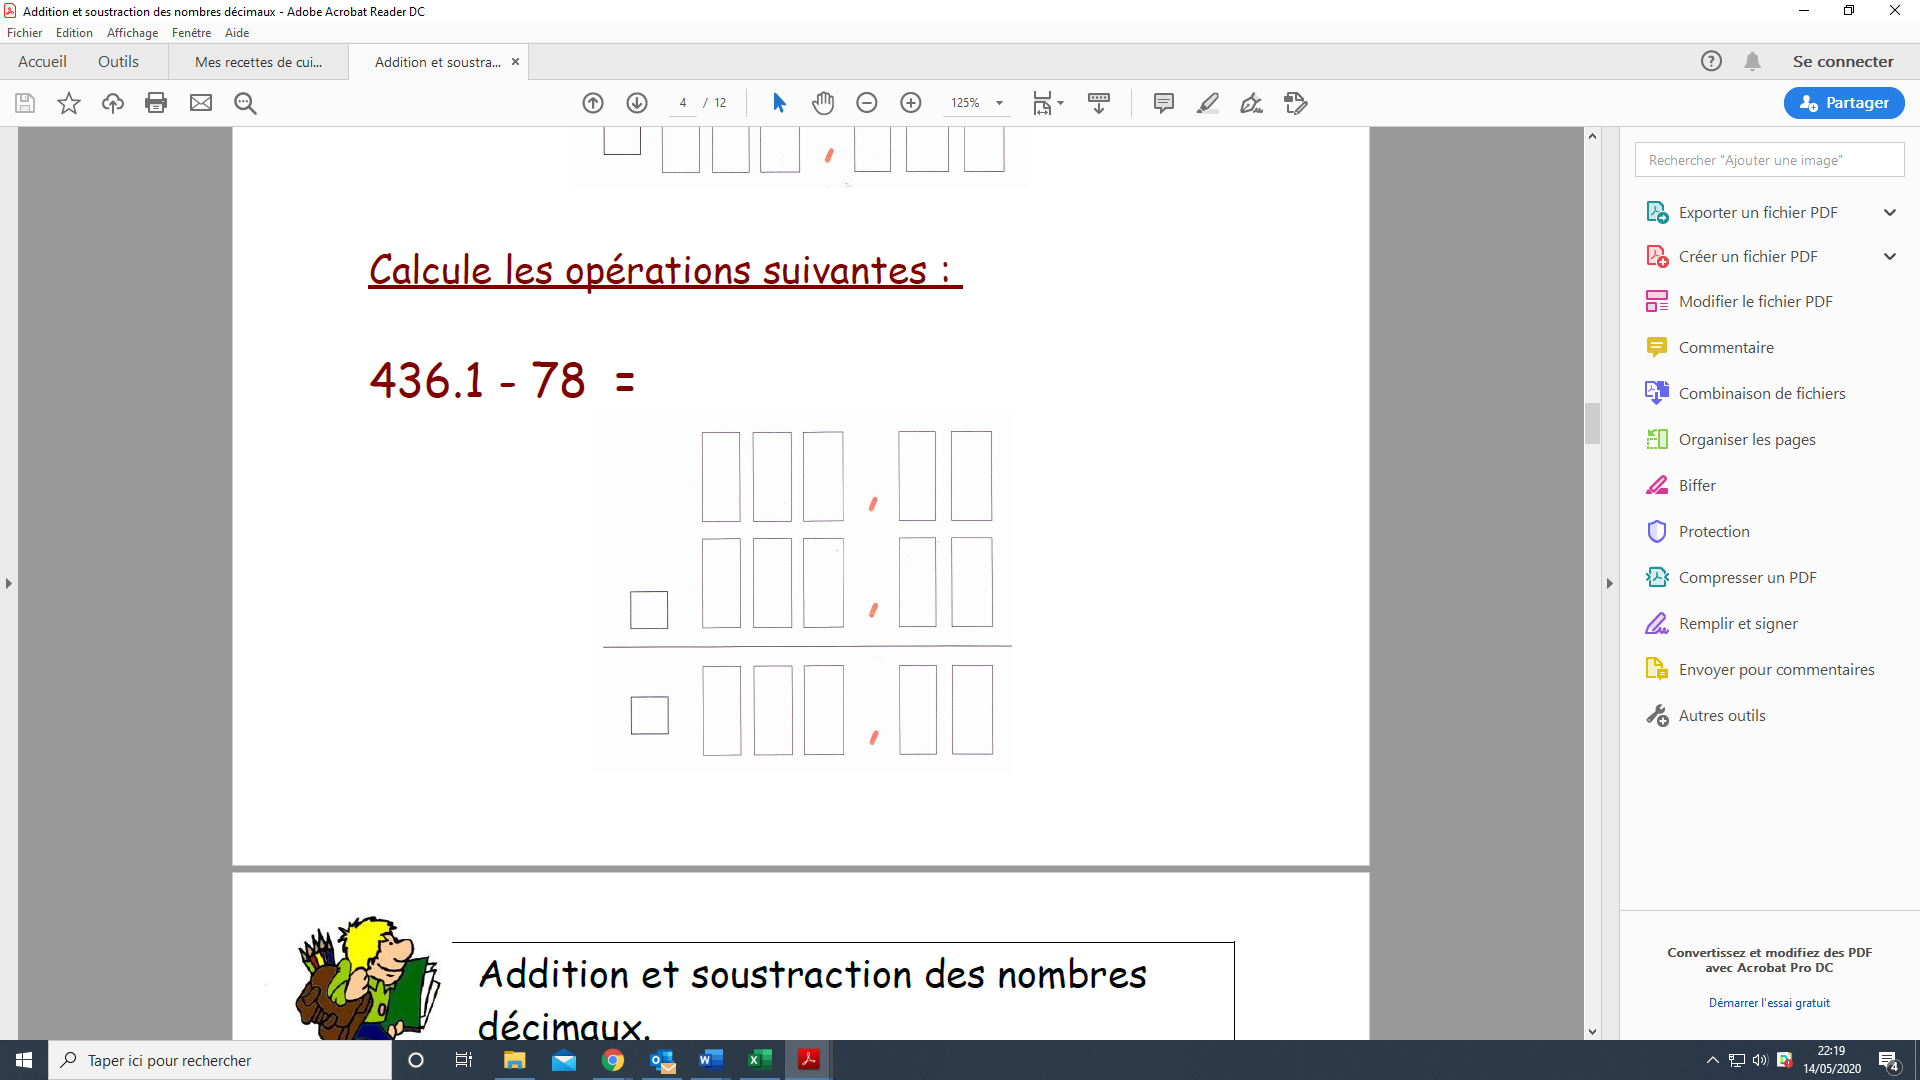 Addition et soustraction des nombres décimaux - Adobe Acrobat Reader DC
Fichier Edition Affichage Fenêtre Aide
Accueil Outils Mes recettes de cui... Addition et soustra... Se connecter
4 / 12 125% Partager
Rechercher "Ajouter une image"
Exporter un fichier PDF
Créer un fichier PDF
Modifier le fichier PDF
Commentaire
Combinaison de fichiers
Organiser les pages
Biffer
Protection
Compresser un PDF
Remplir et signer
Envoyer pour commentaires
Autres outils
Convertissez et modifiez des PDF
avec Acrobat Pro DC
Démarrer l'essai gratuit
,
Calcule les opérations suivantes :
436.1 - 78 =
,
,
,
Addition et soustraction des nombres
décimaux.
Taper ici pour rechercher
22:19
14/05/2020
4